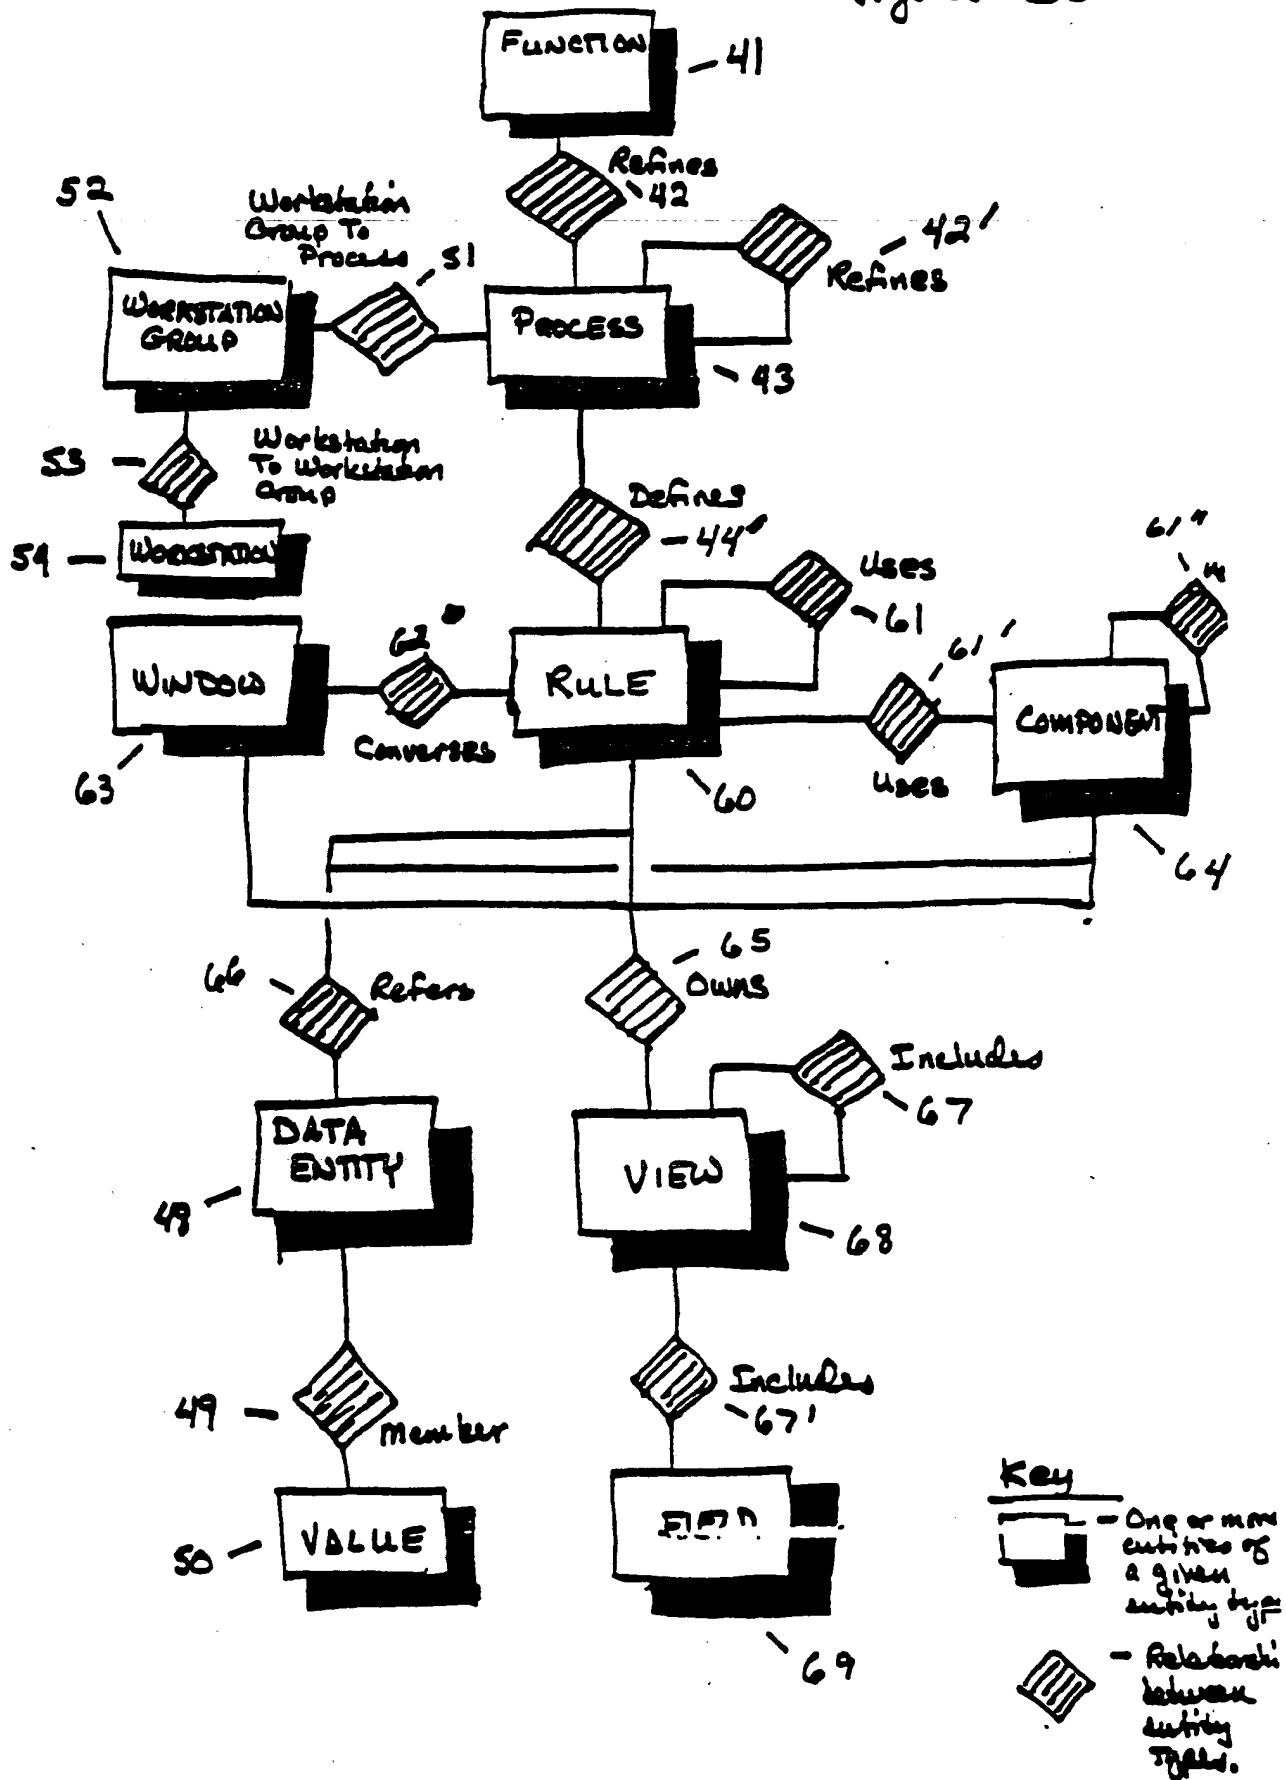 FUNCTION
41
Refines
42
52
Workstation
Group To
Process
51
42'
Refines
WORKSTATION
GROUP
PROCESS
43
53
Workstation
To Workstation
Group
Defines
44'
54
WORKSTATION
Uses
61
61"
62"
61'
WINDOW
RULE
COMPONENT
Converses
Uses
63
60
64
65
Owns
66
Refers
Includes
67
DATA
ENTITY
VIEW
48
68
49
Member
Includes
67'
VALUE
FIELD
50
69
Key
One or more
entities of
a given
entity
between
entity
types.